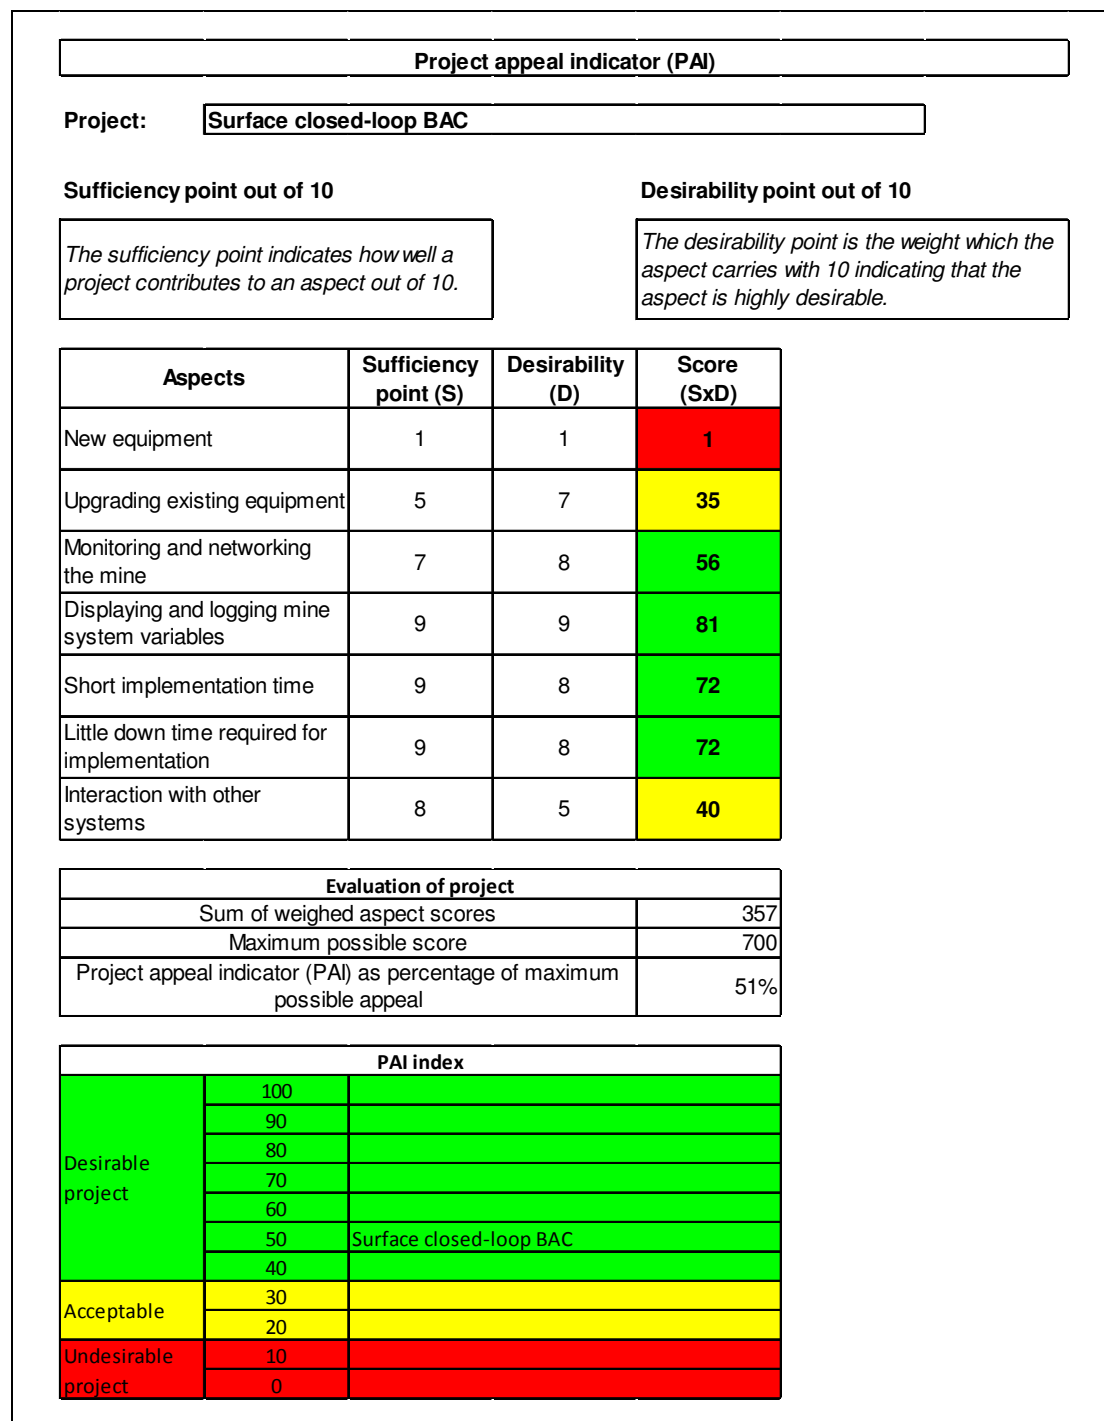 Project appeal indicator (PAI)
Project: Surface closed-loop BAC
Sufficiency point out of 10
Desirability point out of 10
The sufficiency point indicates how well a
project contributes to an aspect out of 10.
The desirability point is the weight which the
aspect carries with 10 indicating that the
aspect is highly desirable.
Aspects Sufficiency point (S) Desirability (D) Score (SxD)
New equipment 1 1 1
Upgrading existing equipment 5 7 35
Monitoring and networking
the mine 7 8 56
Displaying and logging mine
system variables 9 9 81
Short implementation time 9 8 72
Little down time required for
implementation 9 8 72
Interaction with other
systems 8 5 40
Evaluation of project
Sum of weighed aspect scores 357
Maximum possible score 700
Project appeal indicator (PAI) as percentage of maximum
possible appeal 51%
PAI index
Desirable
project
100
90
80
70
60
50 Surface closed-loop BAC
40
Acceptable
30
20
Undesirable
project
10
0